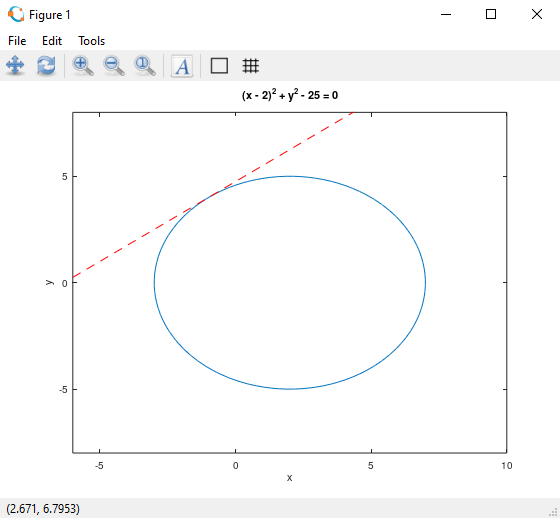 Figure 1
File Edit Tools
A
(x - 2)² + y² - 25 = 0
5
y
0
-5
-5 0 5 10
x
(2.671, 6.7953)